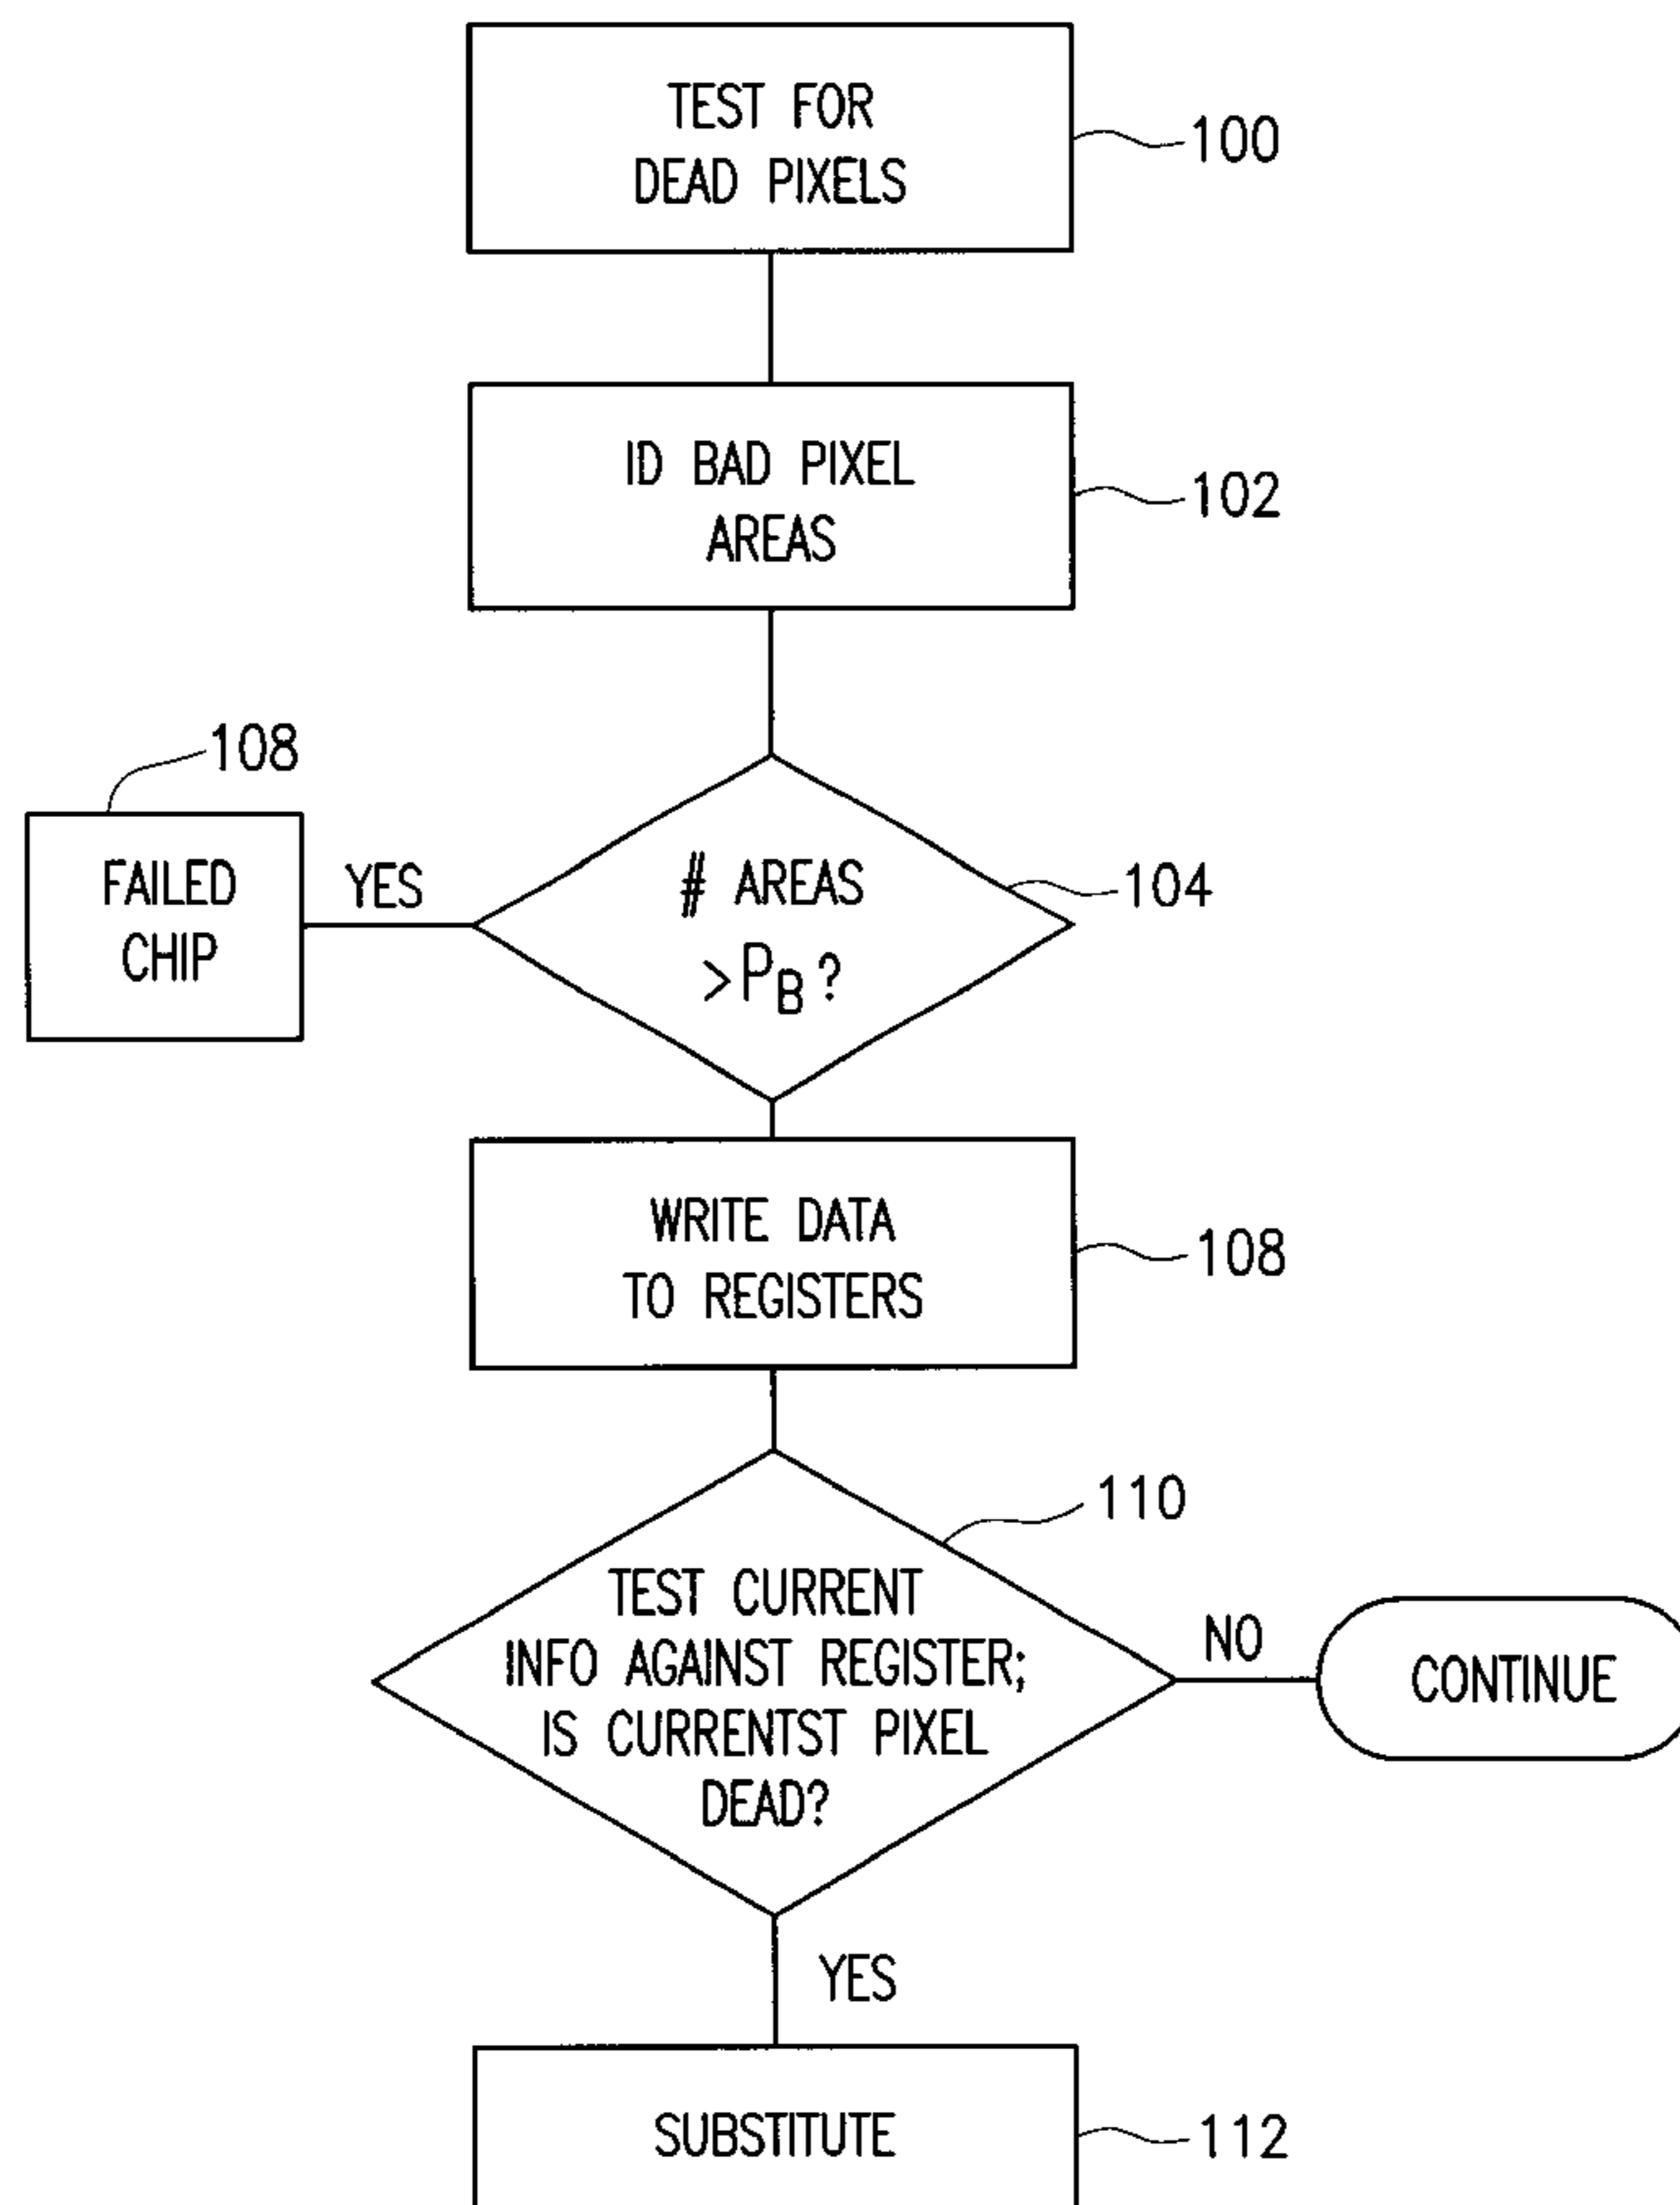 TEST FOR
DEAD PIXELS
100
ID BAD PIXEL
AREAS
102
108
FAILED
CHIP
YES
# AREAS
>PB?
104
WRITE DATA
TO REGISTERS
108
110
TEST CURRENT
INFO AGAINST REGISTER;
IS CURRENTST PIXEL
DEAD?
NO
CONTINUE
YES
SUBSTITUTE
112